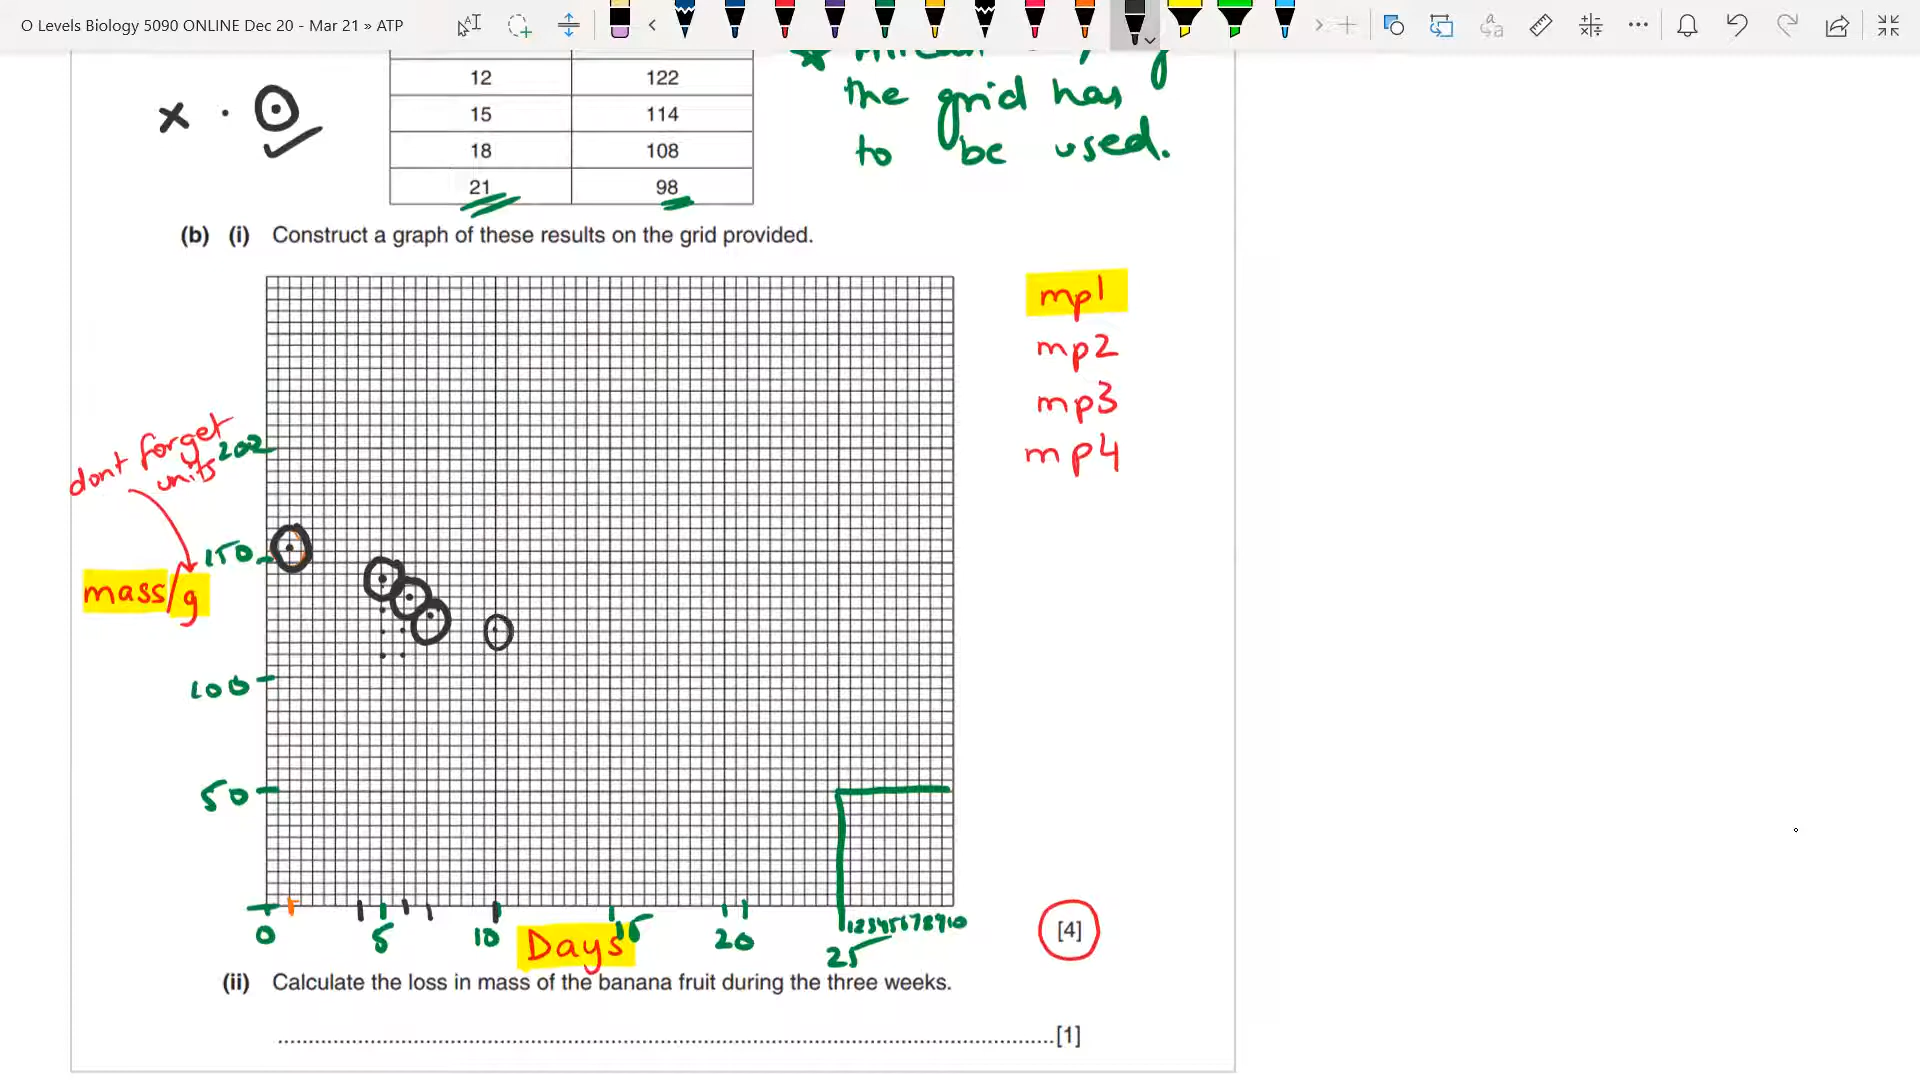 O Levels Biology 5090 ONLINE Dec 20 - Mar 21 » ATP
the grid has
to be used.
x . ⊙
12 122
15 114
18 108
21 98
(b) (i) Construct a graph of these results on the grid provided.
mp1
mp2
mp3
mp4
dont forget
units
202
150
mass/g
100
50
0 5 10 15 20 25
12345678910
Days
[4]
(ii) Calculate the loss in mass of the banana fruit during the three weeks.
[1]